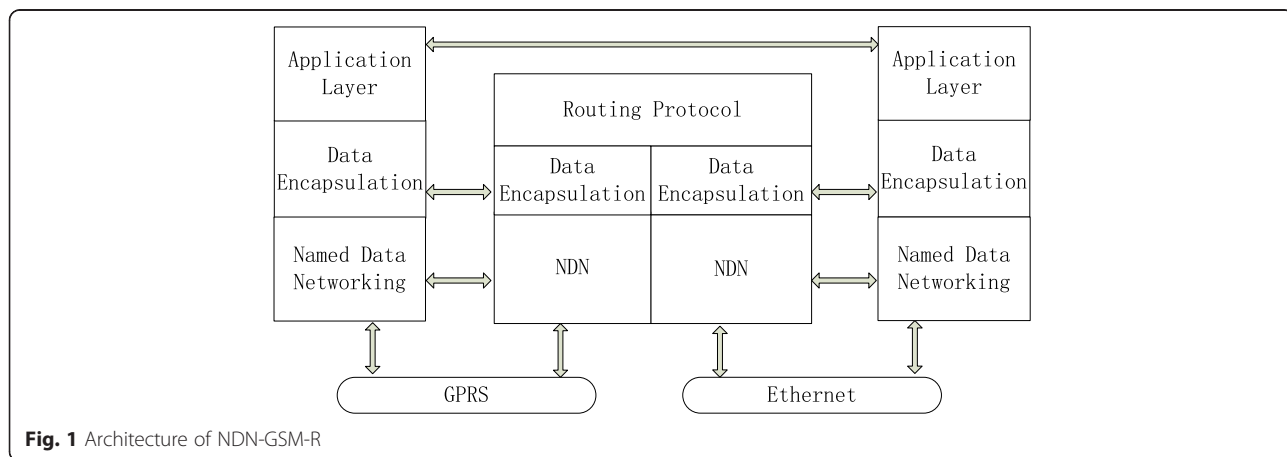 Application
Layer
Data
Encapsulation
Named Data
Networking
Routing Protocol
Data
Encapsulation
Data
Encapsulation
NDN
NDN
Application
Layer
Data
Encapsulation
Named Data
Networking
GPRS
Ethernet
Fig. 1 Architecture of NDN-GSM-R